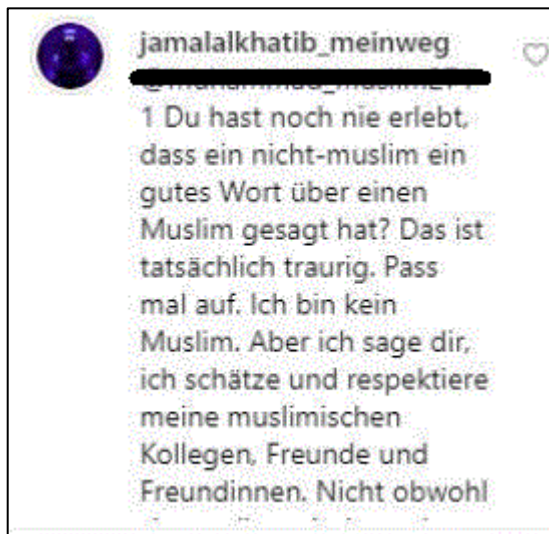 jamalalkhatib_meinweg
1 Du hast noch nie erlebt,
dass ein nicht-muslim ein
gutes Wort über einen
Muslim gesagt hat? Das ist
tatsächlich traurig. Pass
mal auf. Ich bin kein
Muslim. Aber ich sage dir,
ich schätze und respektiere
meine muslimischen
Kollegen, Freunde und
Freundinnen. Nicht obwohl